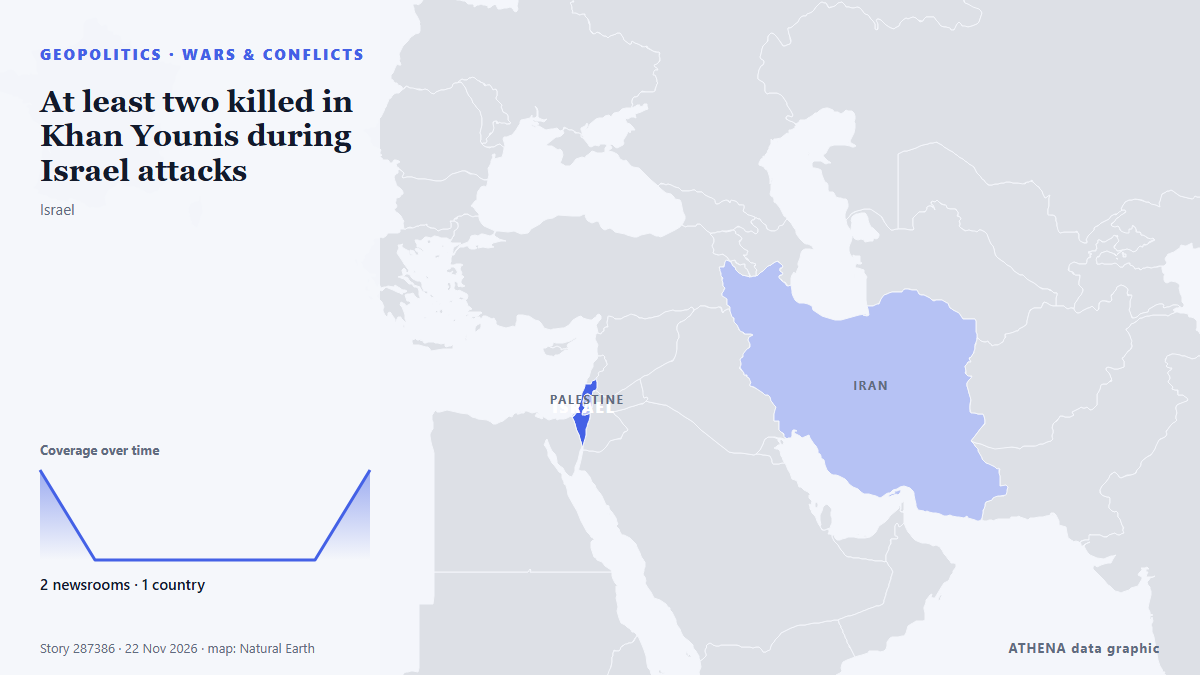 GEOPOLITICS · WARS & CONFLICTS
At least two killed in
Khan Younis during
Israel attacks
Israel
IRAN
PALESTINE
ISRAEL
Coverage over time
2 newsrooms · 1 country
Story 287386 · 22 Nov 2026 · map: Natural Earth
ATHENA data graphic